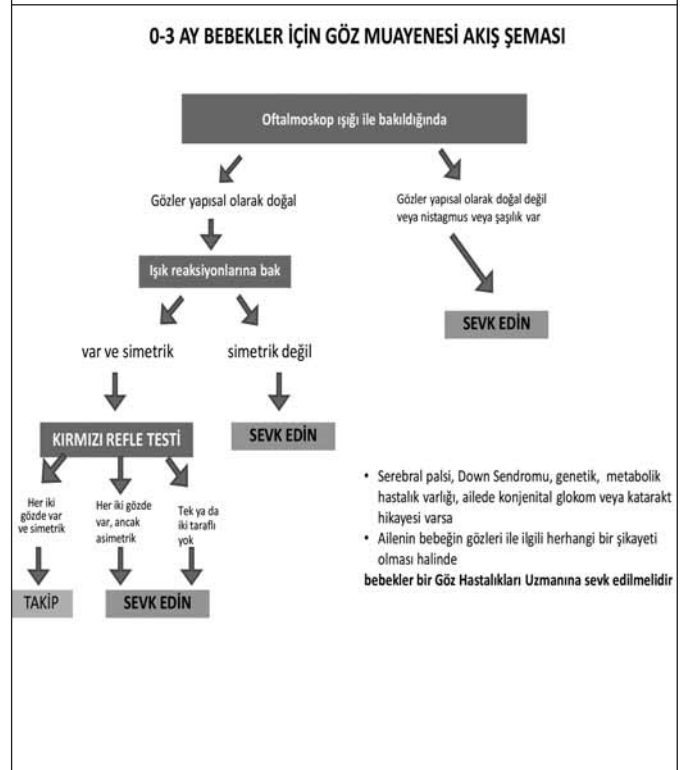 0-3 AY BEBEKLER İÇİN GÖZ MUAYENESİ AKIŞ ŞEMASI
Oftalmoskop ışığı ile bakıldığında
Gözler yapısal olarak doğal
Gözler yapısal olarak doğal değil
veya nistagmus veya şaşılık var
Işık reaksiyonlarına bak
SEVK EDİN
var ve simetrik
simetrik değil
KIRMIZI REFLE TESTİ
SEVK EDİN
Her iki
gözde var
ve simetrik
Her iki gözde
var, ancak
asimetrik
Tek ya da
iki taraflı
yok
TAKİP
SEVK EDİN
• Serebral palsi, Down Sendromu, genetik, metabolik
hastalık varlığı, ailede konjenital glokom veya katarakt
hikayesi varsa
• Ailenin bebeğin gözleri ile ilgili herhangi bir şikayeti
olması halinde
bebekler bir Göz Hastalıkları Uzmanına sevk edilmelidir